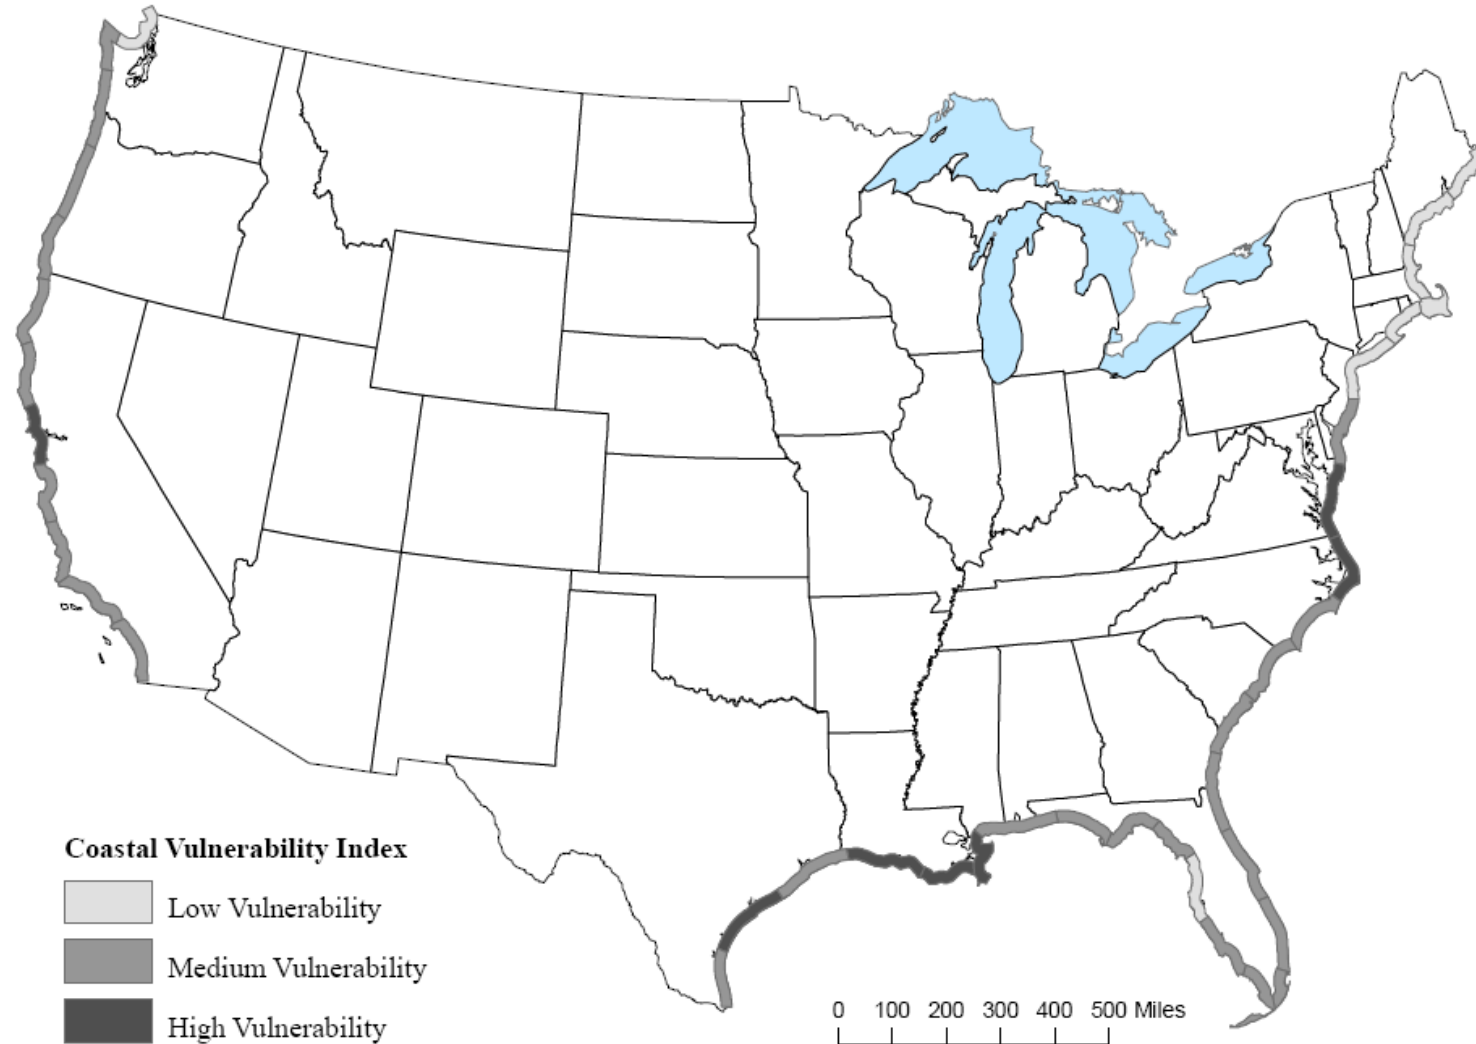 Coastal Vulnerability Index
Low Vulnerability
Medium Vulnerability
High Vulnerability
0 100 200 300 400 500 Miles